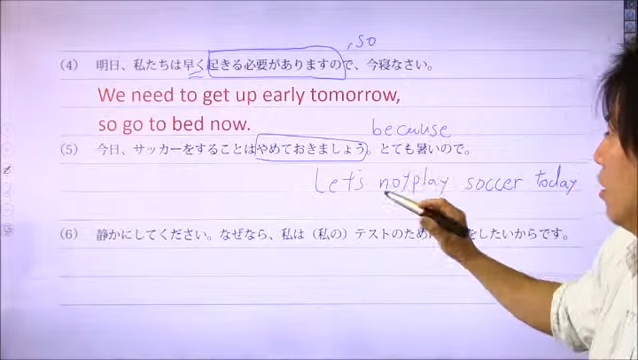 , so
(4) 明日、私たちは早く起きる必要がありますので、今寝なさい。
We need to get up early tomorrow,
so go to bed now.
because
(5) 今日、サッカーをすることはやめておきましょう。とても暑いので。
Let's not play soccer today
(6) 静かにしてください。なぜなら、私は（私の）テストのため をしたいからです。